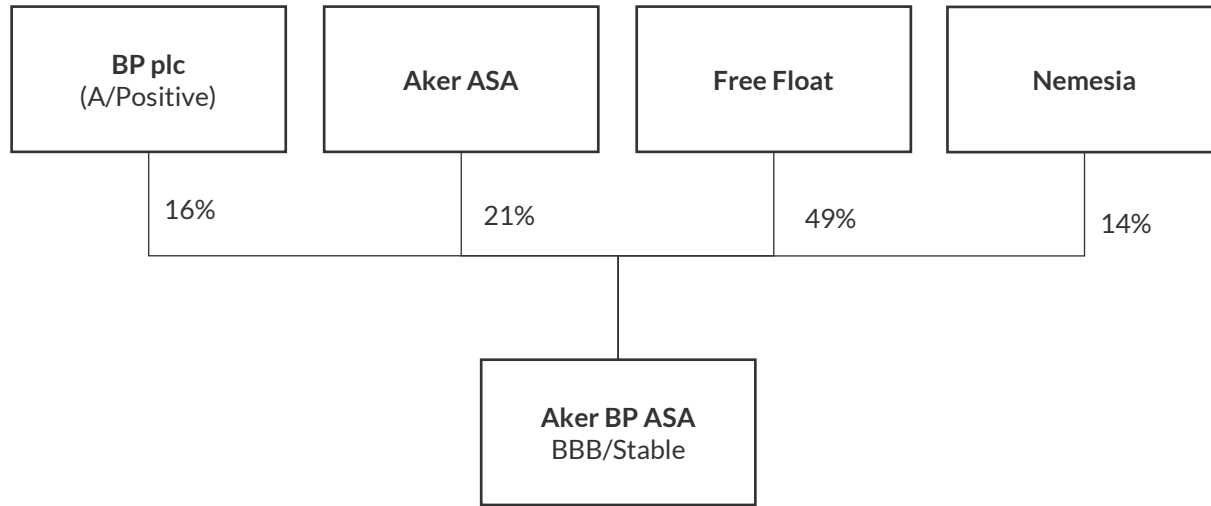 BP plc
(A/Positive)
Aker ASA
Free Float
Nemesia
16%
21%
49%
14%
Aker BP ASA
BBB/Stable